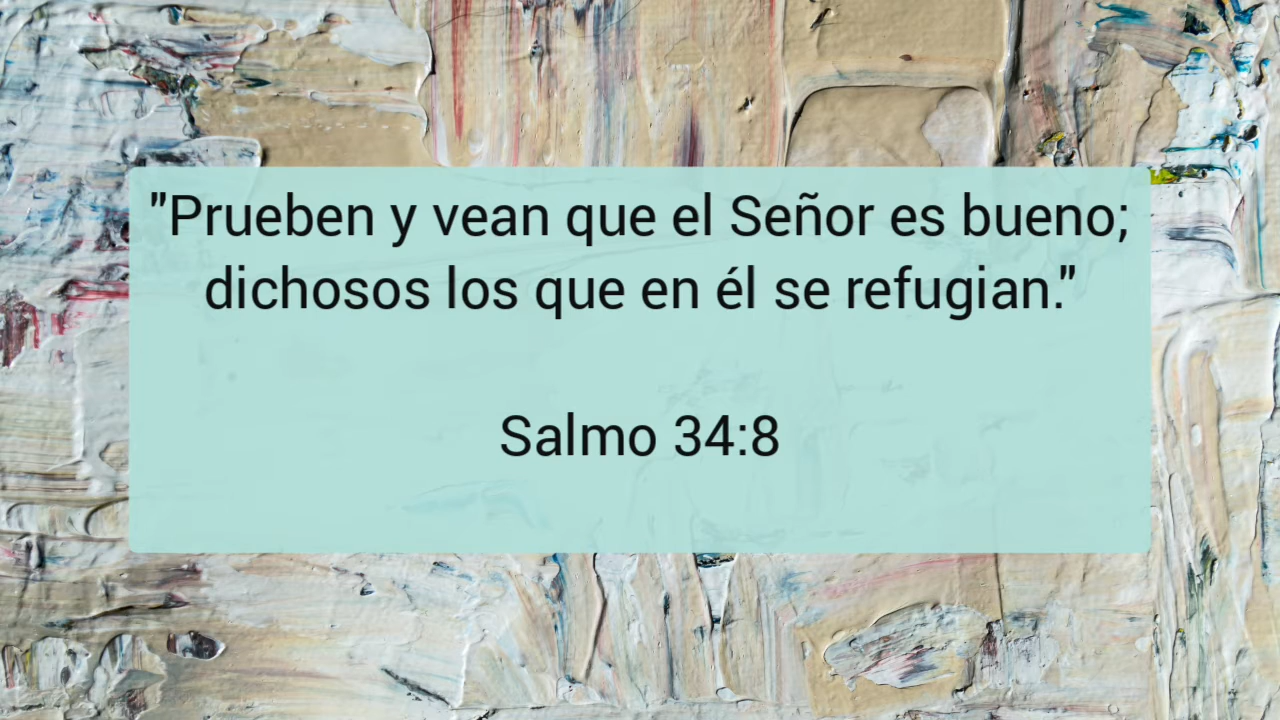 "Prueben y vean que el Señor es bueno;
dichosos los que en él se refugian."
Salmo 34:8